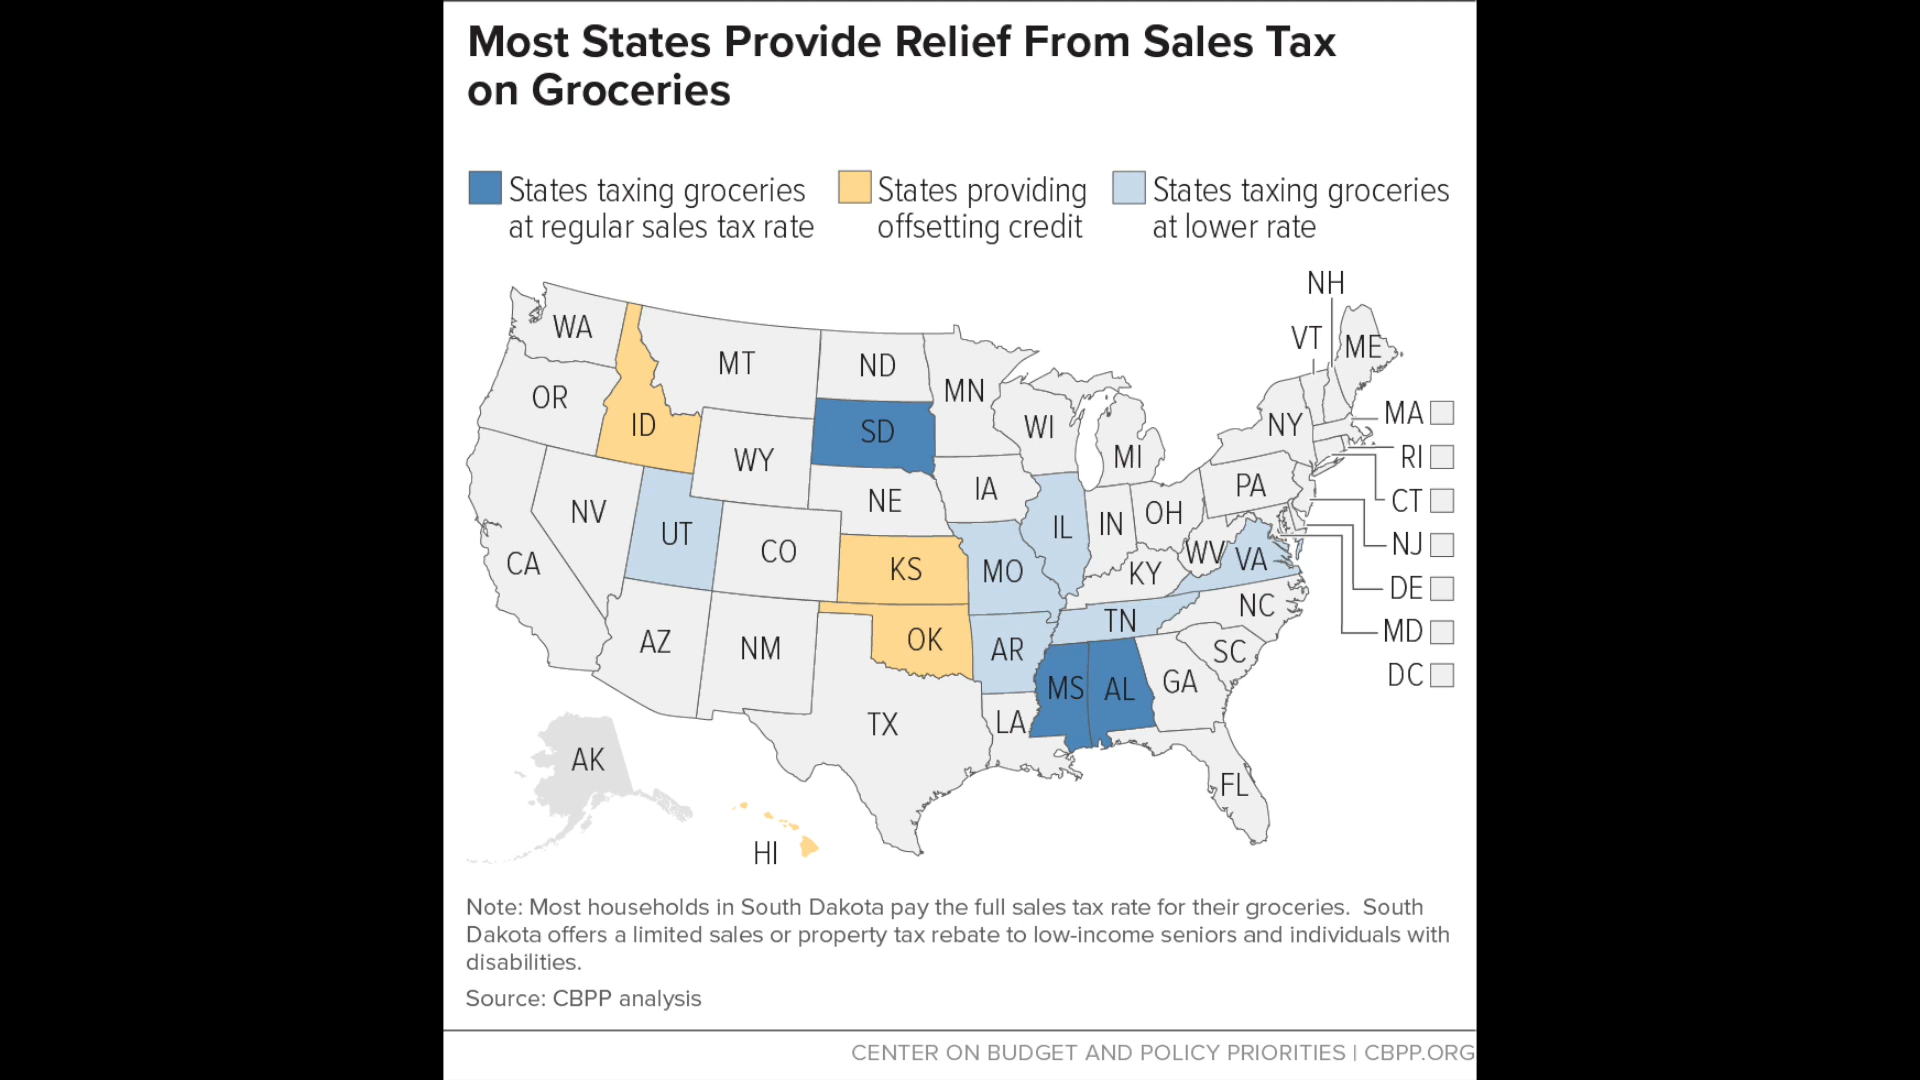 Most States Provide Relief From Sales Tax
on Groceries
States taxing groceries
at regular sales tax rate
States providing
offsetting credit
States taxing groceries
at lower rate
NH
VT
ME
WA
MT
ND
MN
OR
ID
SD
WI
NY
MA
MI
RI
WY
IA
PA
CT
NE
NV
UT
CO
IL
IN
OH
NJ
CA
KS
MO
KY
WV
VA
DE
NC
MD
AZ
NM
OK
AR
TN
SC
DC
MS
AL
GA
TX
LA
AK
FL
HI
Note: Most households in South Dakota pay the full sales tax rate for their groceries. South
Dakota offers a limited sales or property tax rebate to low-income seniors and individuals with
disabilities.
Source: CBPP analysis
CENTER ON BUDGET AND POLICY PRIORITIES | CBPP.ORG